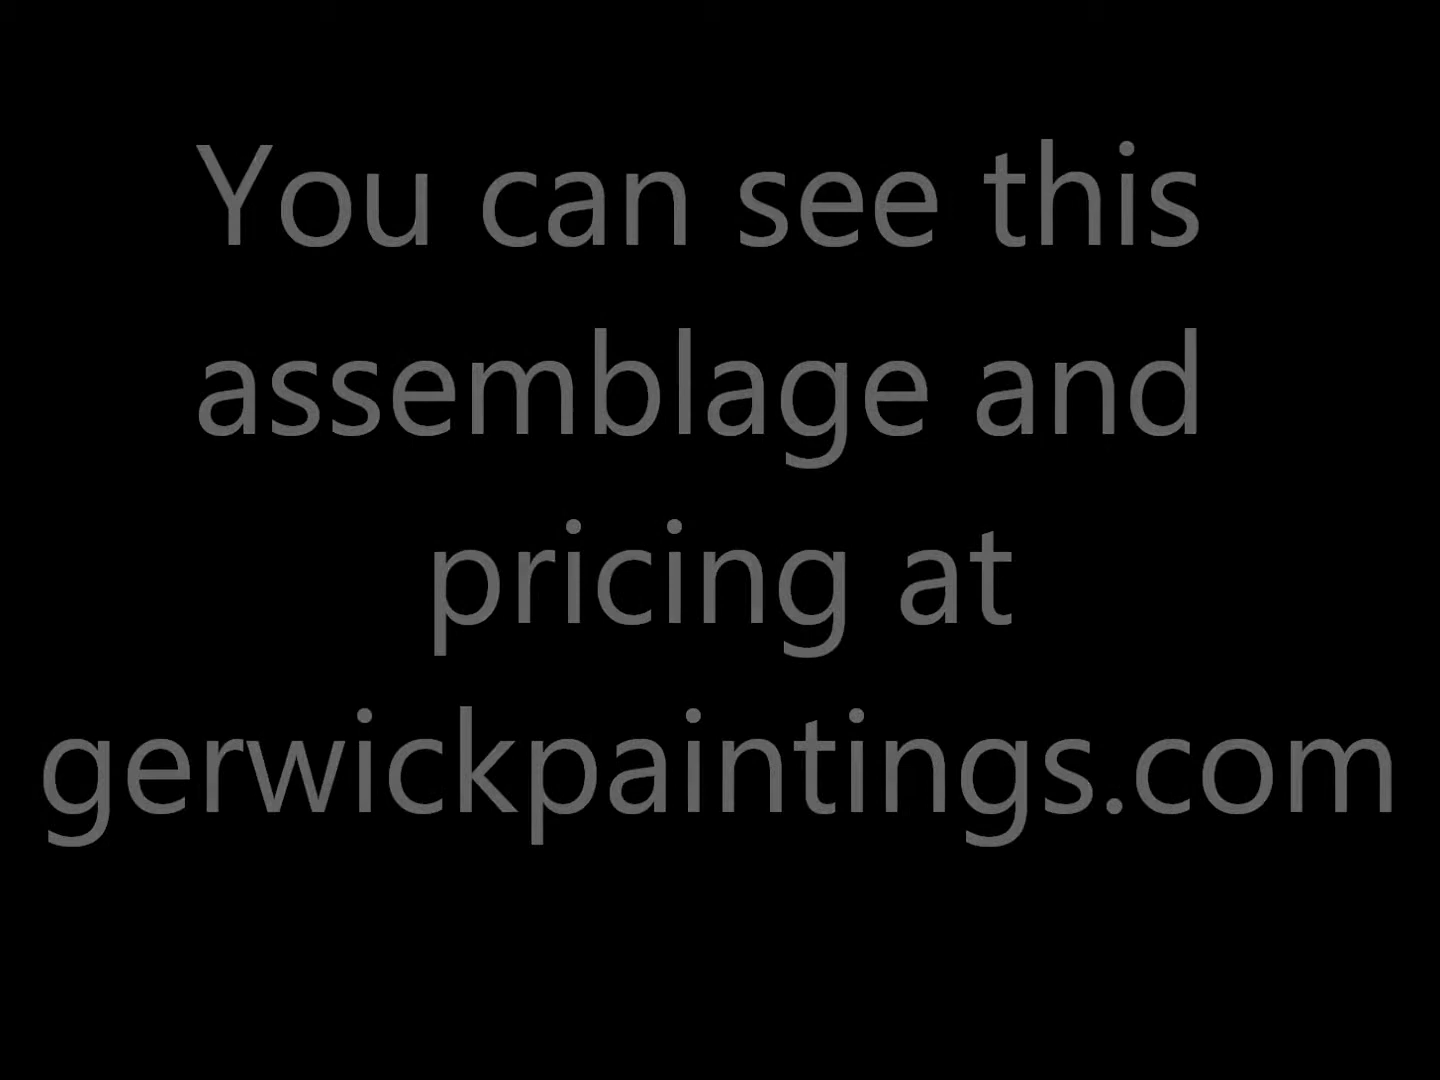 You can see this
assemblage and
pricing at
gerwickpaintings.com